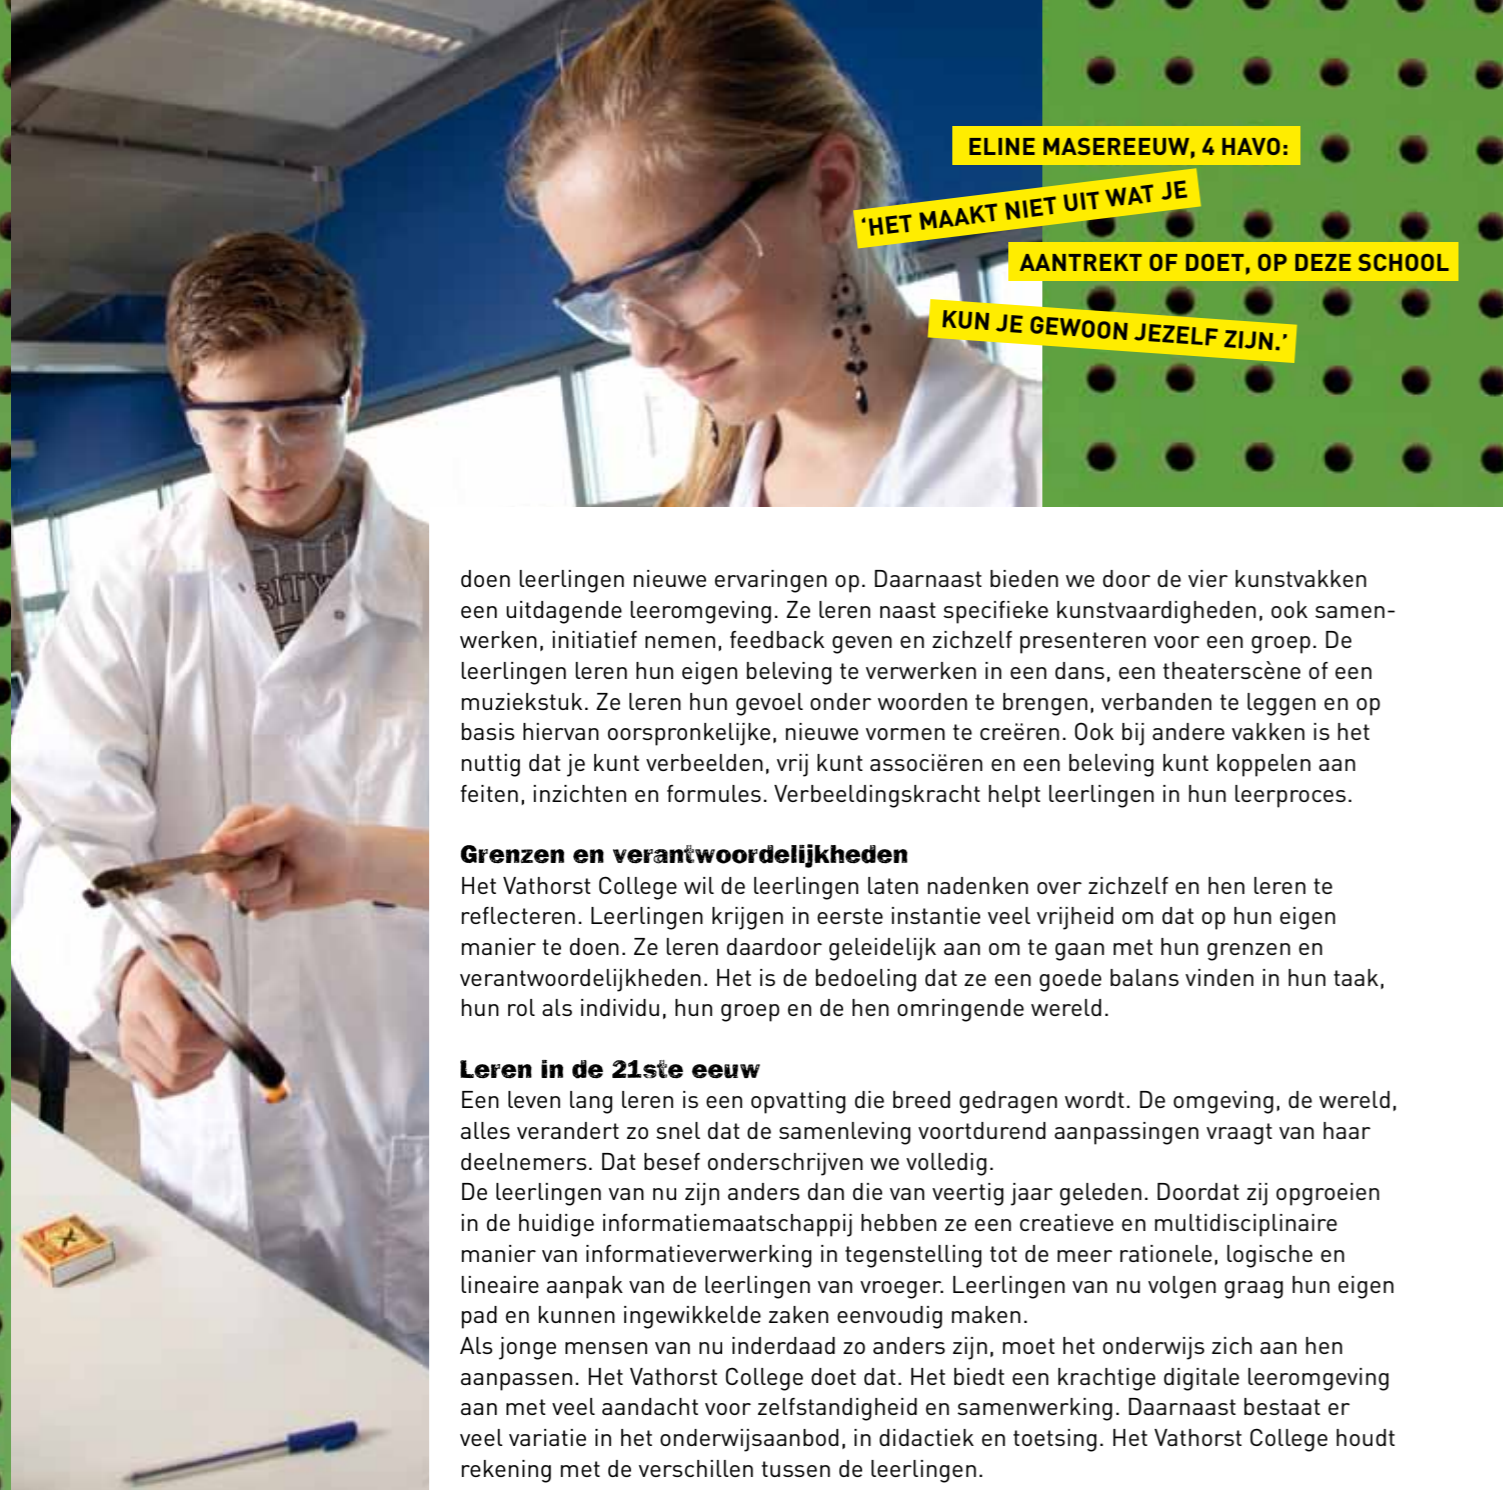 ELINE MASEREEUW, 4 HAVO:
‘HET MAAKT NIET UIT WAT JE
AANTREKT OF DOET, OP DEZE SCHOOL
KUN JE GEWOON JEZELF ZIJN.’
SITY
doen leerlingen nieuwe ervaringen op. Daarnaast bieden we door de vier kunstvakken
een uitdagende leeromgeving. Ze leren naast specifieke kunstvaardigheden, ook samen-
werken, initiatief nemen, feedback geven en zichzelf presenteren voor een groep. De
leerlingen leren hun eigen beleving te verwerken in een dans, een theaterscène of een
muziekstuk. Ze leren hun gevoel onder woorden te brengen, verbanden te leggen en op
basis hiervan oorspronkelijke, nieuwe vormen te creëren. Ook bij andere vakken is het
nuttig dat je kunt verbeelden, vrij kunt associëren en een beleving kunt koppelen aan
feiten, inzichten en formules. Verbeeldingskracht helpt leerlingen in hun leerproces.
Grenzen en verantwoordelijkheden
Het Vathorst College wil de leerlingen laten nadenken over zichzelf en hen leren te
reflecteren. Leerlingen krijgen in eerste instantie veel vrijheid om dat op hun eigen
manier te doen. Ze leren daardoor geleidelijk aan om te gaan met hun grenzen en
verantwoordelijkheden. Het is de bedoeling dat ze een goede balans vinden in hun taak,
hun rol als individu, hun groep en de hen omringende wereld.
Leren in de 21ste eeuw
Een leven lang leren is een opvatting die breed gedragen wordt. De omgeving, de wereld,
alles verandert zo snel dat de samenleving voortdurend aanpassingen vraagt van haar
deelnemers. Dat besef onderschrijven we volledig.
De leerlingen van nu zijn anders dan die van veertig jaar geleden. Doordat zij opgroeien
in de huidige informatiemaatschappij hebben ze een creatieve en multidisciplinaire
manier van informatieverwerking in tegenstelling tot de meer rationele, logische en
lineaire aanpak van de leerlingen van vroeger. Leerlingen van nu volgen graag hun eigen
pad en kunnen ingewikkelde zaken eenvoudig maken.
Als jonge mensen van nu inderdaad zo anders zijn, moet het onderwijs zich aan hen
aanpassen. Het Vathorst College doet dat. Het biedt een krachtige digitale leeromgeving
aan met veel aandacht voor zelfstandigheid en samenwerking. Daarnaast bestaat er
veel variatie in het onderwijsaanbod, in didactiek en toetsing. Het Vathorst College houdt
rekening met de verschillen tussen de leerlingen.